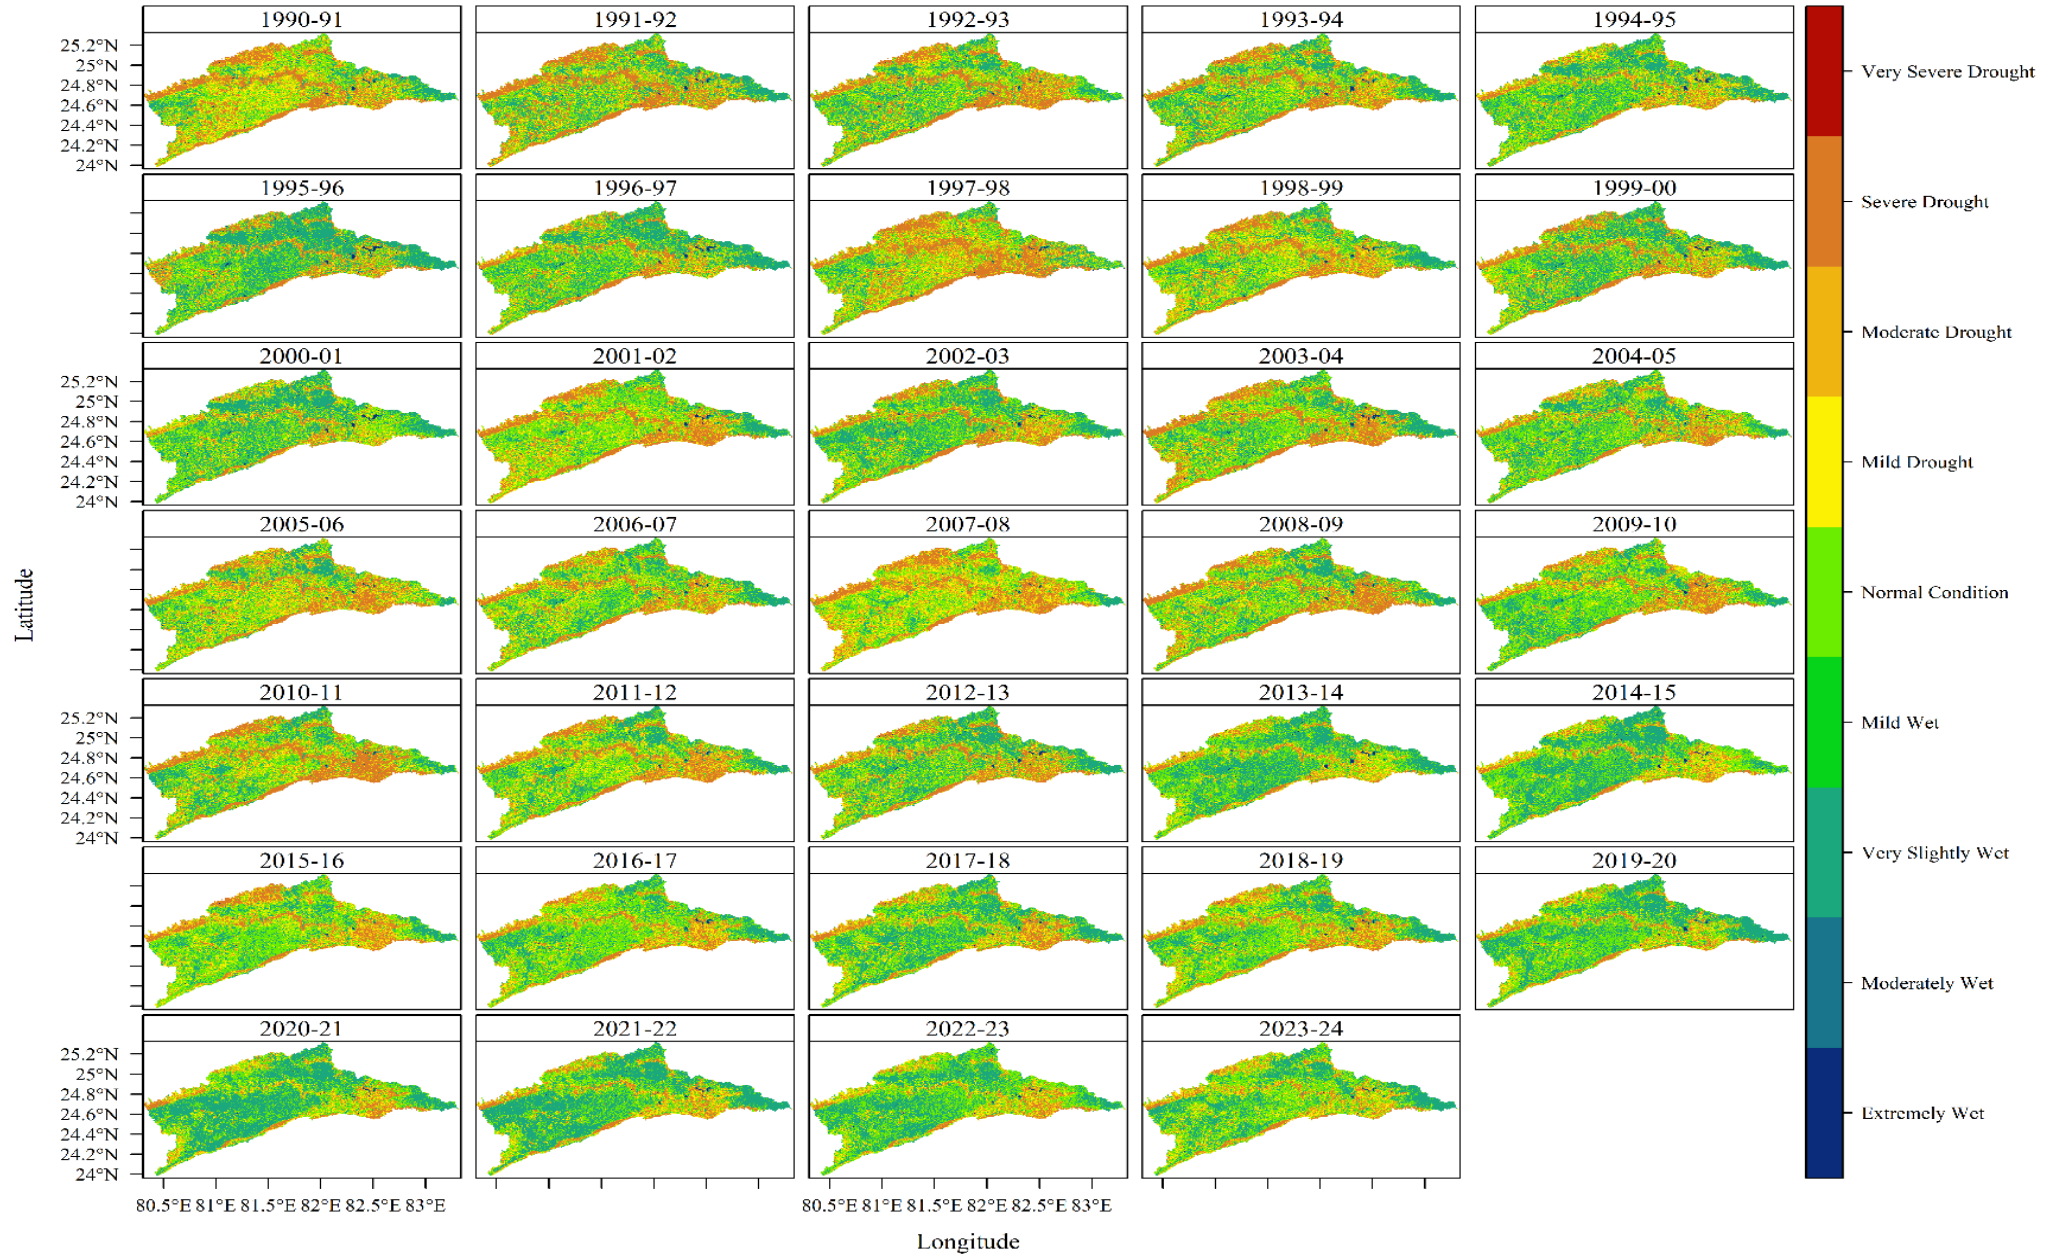 1990-91 1991-92 1992-93 1993-94 1994-95
25.2°N
25°N
24.8°N
24.6°N
24.4°N
24.2°N
24°N
1995-96 1996-97 1997-98 1998-99 1999-00
2000-01 2001-02 2002-03 2003-04 2004-05
25.2°N
25°N
24.8°N
24.6°N
24.4°N
24.2°N
24°N
2005-06 2006-07 2007-08 2008-09 2009-10
2010-11 2011-12 2012-13 2013-14 2014-15
25.2°N
25°N
24.8°N
24.6°N
24.4°N
24.2°N
24°N
2015-16 2016-17 2017-18 2018-19 2019-20
2020-21 2021-22 2022-23 2023-24
25.2°N
25°N
24.8°N
24.6°N
24.4°N
24.2°N
24°N
80.5°E 81°E 81.5°E 82°E 82.5°E 83°E 80.5°E 81°E 81.5°E 82°E 82.5°E 83°E
Longitude
Latitude
Very Severe Drought
Severe Drought
Moderate Drought
Mild Drought
Normal Condition
Mild Wet
Very Slightly Wet
Moderately Wet
Extremely Wet